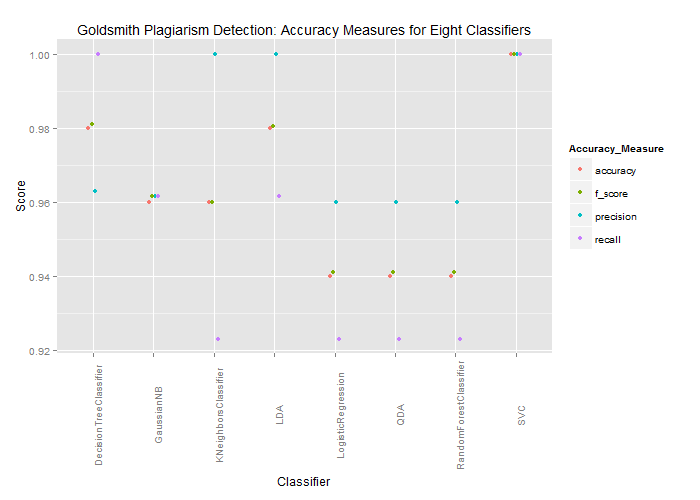 Goldsmith Plagiarism Detection: Accuracy Measures for Eight Classifiers
1.00
0.98
0.96
0.94
0.92
Score
DecisionTreeClassifier
GaussianNB
KNeighborsClassifier
LDA
LogisticRegression
QDA
RandomForestClassifier
SVC
Classifier
Accuracy_Measure
accuracy
f_score
precision
recall